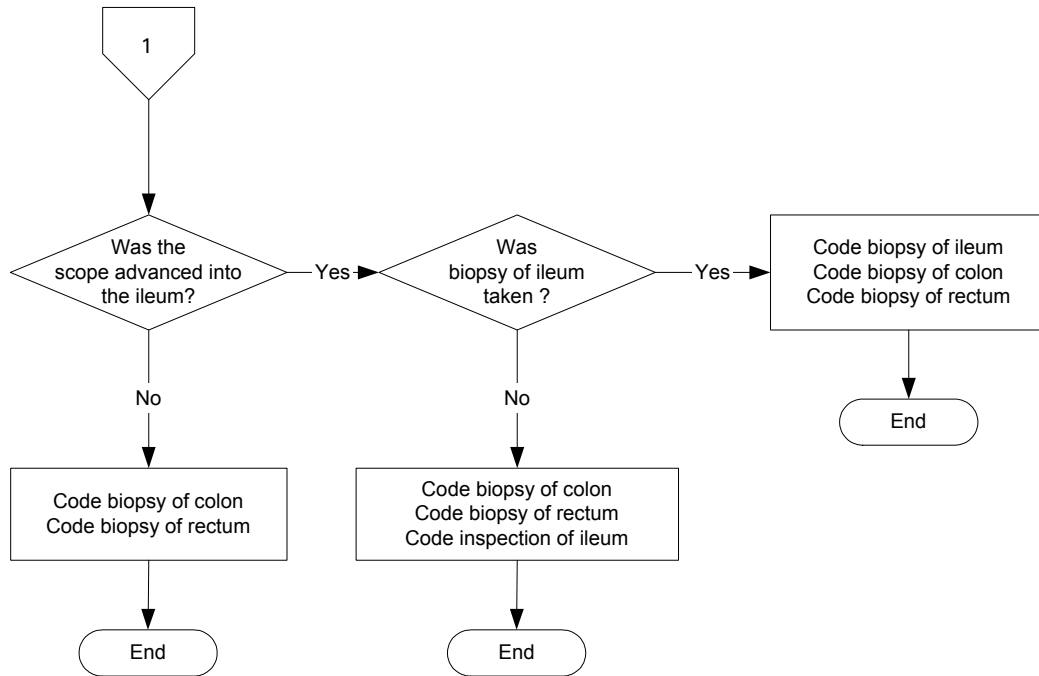 1
Was the
scope advanced into
the ileum?
Yes
Was
biopsy of ileum
taken ?
Yes
Code biopsy of ileum
Code biopsy of colon
Code biopsy of rectum
End
No
No
Code biopsy of colon
Code biopsy of rectum
Code biopsy of colon
Code biopsy of rectum
Code inspection of ileum
End
End